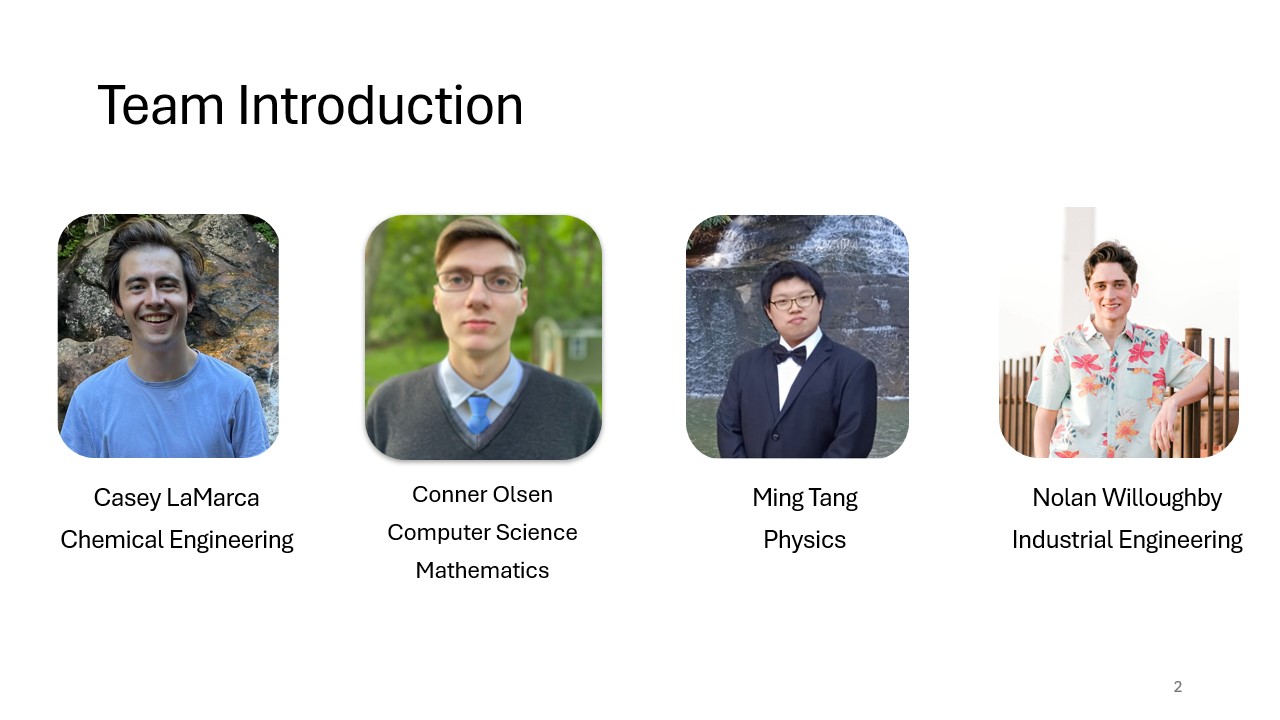 Team Introduction
Casey LaMarca
Chemical Engineering
Conner Olsen
Computer Science
Mathematics
Ming Tang
Physics
Nolan Willoughby
Industrial Engineering
2